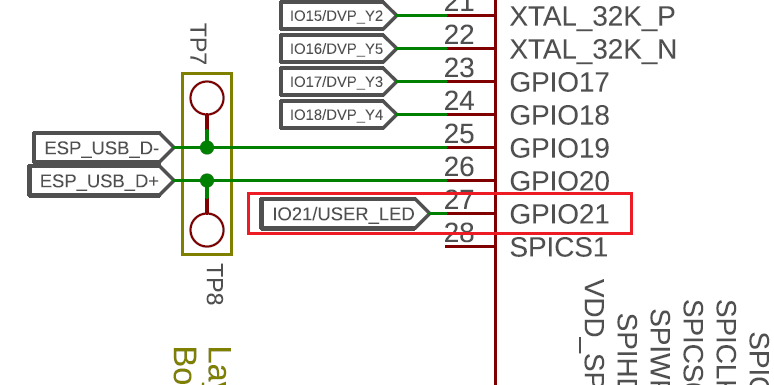 IO15/DVP_Y2 21 XTAL_32K_P
IO16/DVP_Y5 22 XTAL_32K_N
IO17/DVP_Y3 23 GPIO17
IO18/DVP_Y4 24 GPIO18
TP7
ESP_USB_D- 25 GPIO19
ESP_USB_D+ 26 GPIO20
IO21/USER_LED 27 GPIO21
28 SPICS1
TP8
VDD_SP
SPIHD
SPIWP
SPICS0
SPICL
SPIQ
La
Bo